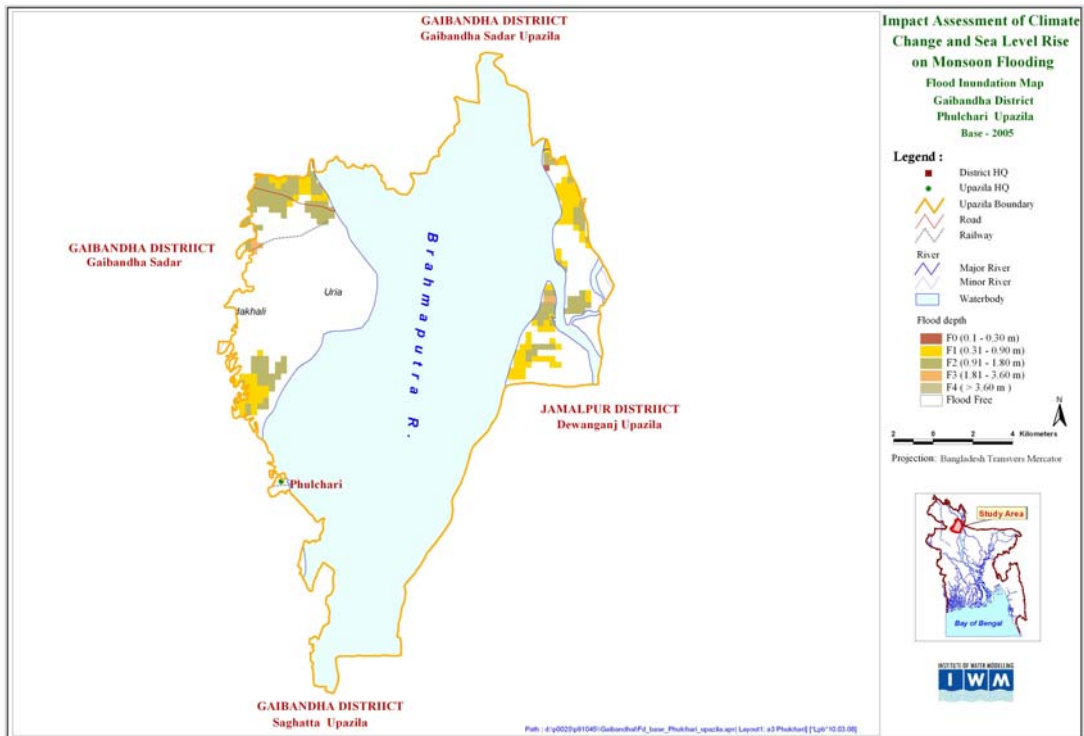 GAIBANDHA DISTRIICT
Gaibandha Sadar Upazila
GAIBANDHA DISTRIICT
Gaibandha Sadar
Uria
takhali
Brahmaputra R.
JAMALPUR DISTRIICT
Dewanganj Upazila
Phulchari
GAIBANDHA DISTRIICT
Saghatta Upazila
Impact Assessment of Climate
Change and Sea Level Rise
on Monsoon Flooding
Flood Inundation Map
Gaibandha District
Phulchari Upazila
Base - 2005
Legend :
District HQ
Upazila HQ
Upazila Boundary
Road
Railway
River
Major River
Minor River
Waterbody
Flood depth
F0 (0.1 - 0.30 m)
F1 (0.31 - 0.90 m)
F2 (0.91 - 1.80 m)
F3 (1.81 - 3.60 m)
F4 ( > 3.60 m )
Flood Free
N
2 0 2 4 Kilometers
Projection: Bangladesh Transvers Mercator
Study Area
Bay of Bengal
INSTITUTE OF WATER MODELLING
IWM